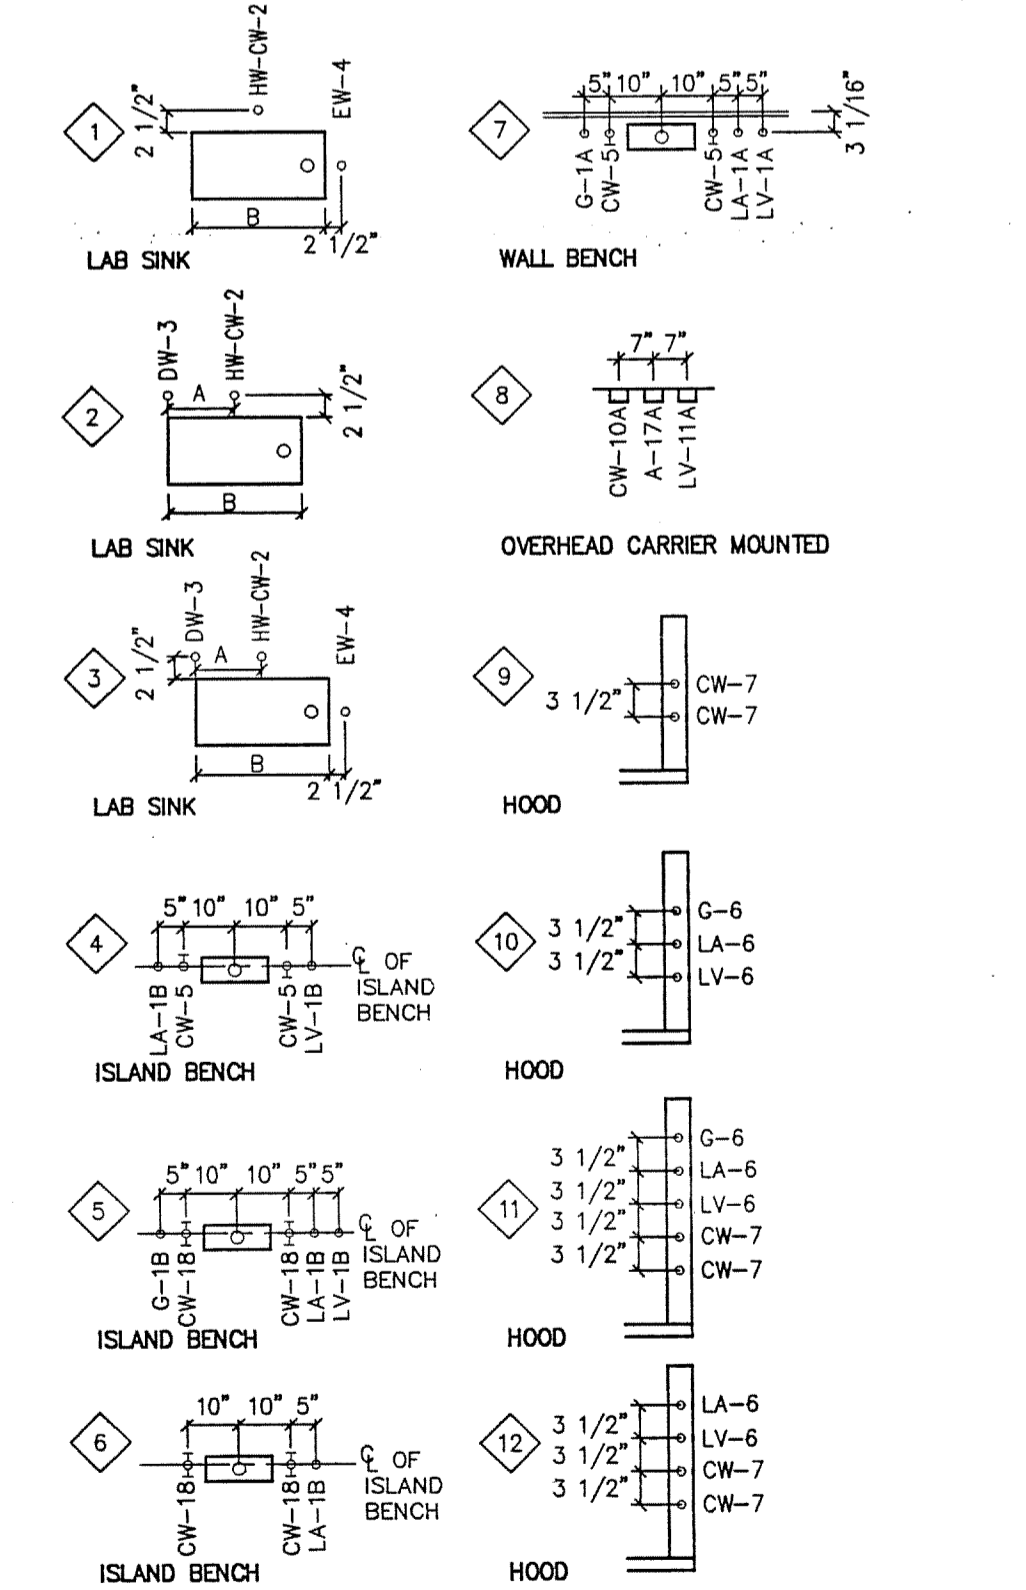 1
2 1/2"
HW-CW-2
EW-4
B
2 1/2"
LAB SINK
2
DW-3
A
HW-CW-2
2 1/2"
B
LAB SINK
3
2 1/2"
DW-3
A
HW-CW-2
EW-4
B
2 1/2"
LAB SINK
4
5" 10" 10" 5"
LA-1B
CW-5
CW-5
LV-1B
℄ OF
ISLAND
BENCH
ISLAND BENCH
5
5" 10" 10" 5" 5"
G-1B
CW-18
CW-18
LA-1B
LV-1B
℄ OF
ISLAND
BENCH
ISLAND BENCH
6
10" 10" 5"
CW-18
CW-18
LA-1B
℄ OF
ISLAND
BENCH
ISLAND BENCH
7
5" 10" 10" 5" 5"
3 1/16"
G-1A
CW-5
CW-5
LA-1A
LV-1A
WALL BENCH
8
7" 7"
CW-10A
A-17A
LV-11A
OVERHEAD CARRIER MOUNTED
9
3 1/2"
CW-7
CW-7
HOOD
10
3 1/2"
3 1/2"
G-6
LA-6
LV-6
HOOD
11
3 1/2"
3 1/2"
3 1/2"
3 1/2"
G-6
LA-6
LV-6
CW-7
CW-7
HOOD
12
3 1/2"
3 1/2"
3 1/2"
LA-6
LV-6
CW-7
CW-7
HOOD